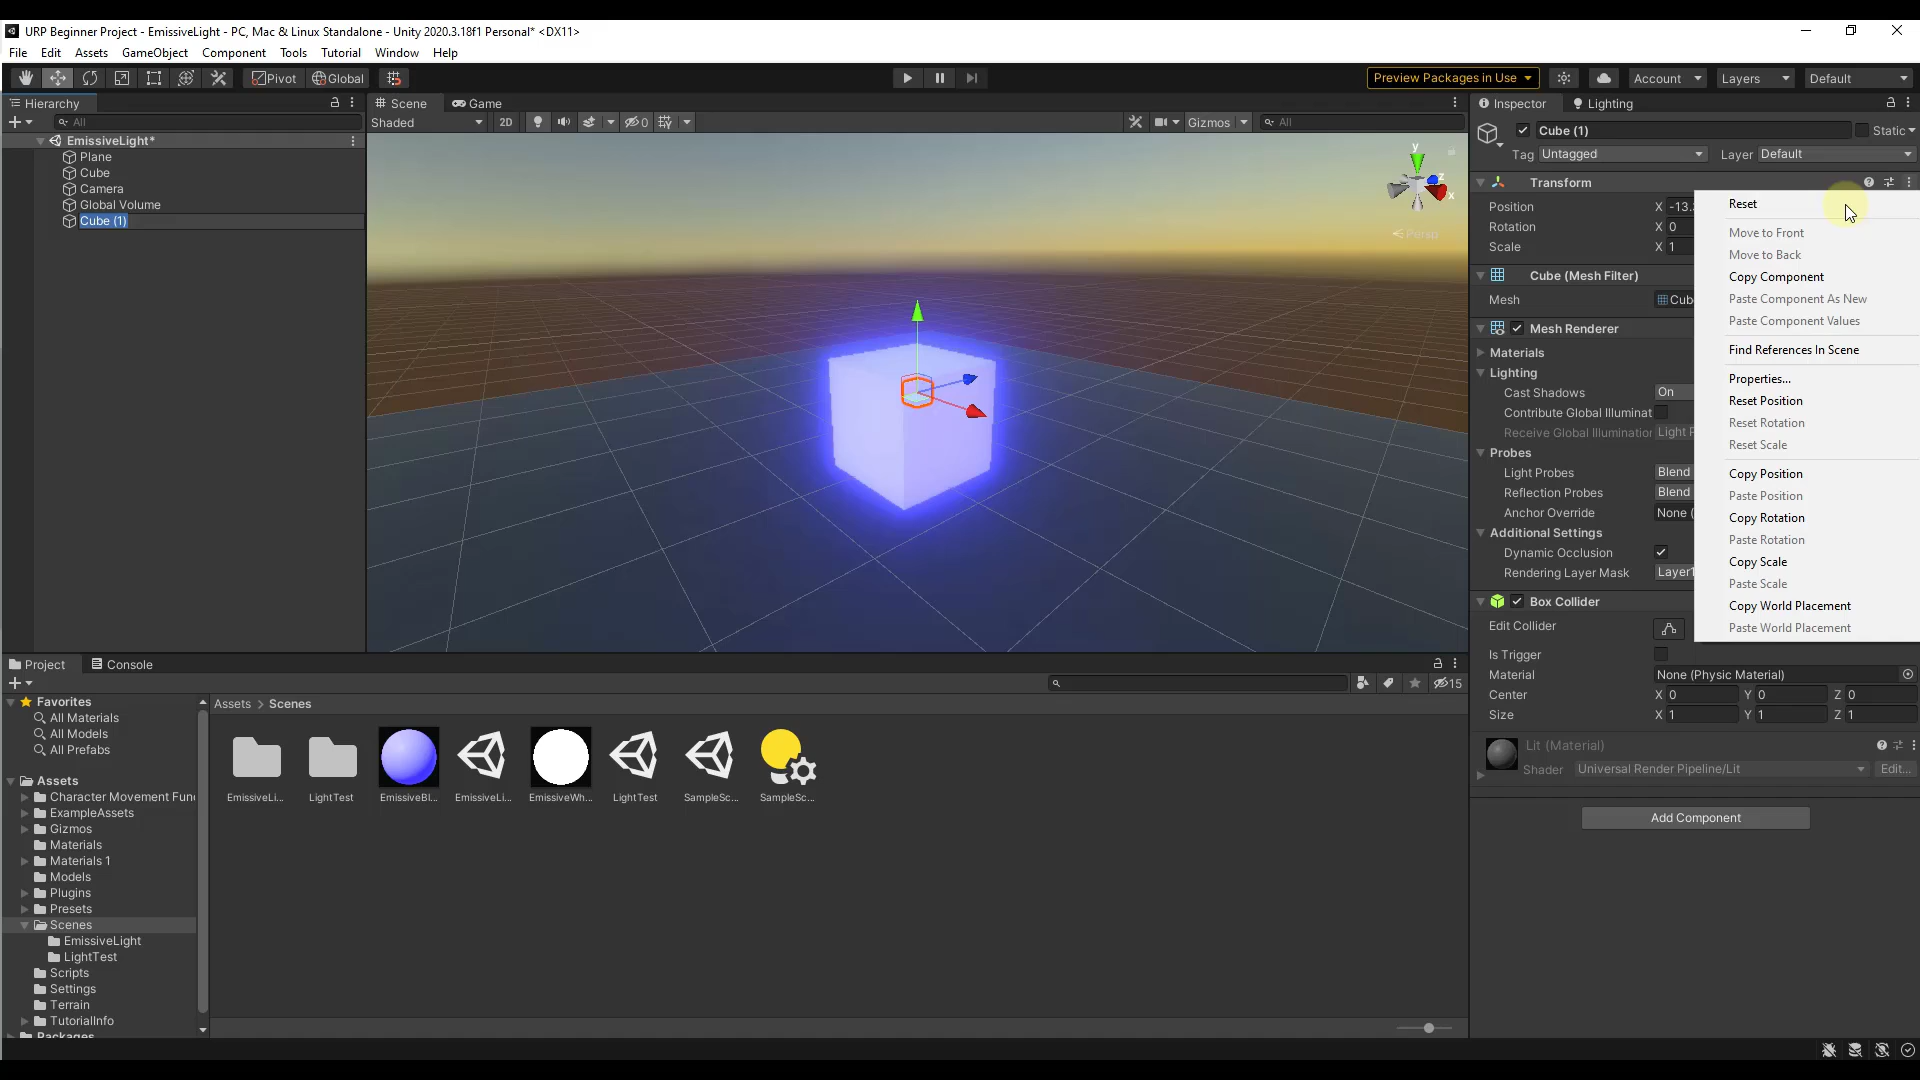 URP Beginner Project - EmissiveLight - PC, Mac & Linux Standalone - Unity 2020.3.18f1 Personal* <DX11>
File Edit Assets GameObject Component Tools Tutorial Window Help
Pivot Global Preview Packages in Use Account Layers Default
Hierarchy
All
EmissiveLight*
Plane
Cube
Camera
Global Volume
Cube (1)
Scene Game
Shaded 2D 0 Gizmos All
y
z
x
Persp
Inspector Lighting
Cube (1) Static
Tag Untagged Layer Default
Transform
Position X -13.
Rotation X 0
Scale X 1
Cube (Mesh Filter)
Mesh Cub
Mesh Renderer
Materials
Lighting
Cast Shadows On
Contribute Global Illuminat
Receive Global Illumination Light P
Probes
Light Probes Blend
Reflection Probes Blend
Anchor Override None (
Additional Settings
Dynamic Occlusion
Rendering Layer Mask Layer1
Box Collider
Edit Collider
Is Trigger
Material None (Physic Material)
Center X 0 Y 0 Z 0
Size X 1 Y 1 Z 1
Lit (Material)
Shader Universal Render Pipeline/Lit Edit...
Add Component
Reset
Move to Front
Move to Back
Copy Component
Paste Component As New
Paste Component Values
Find References In Scene
Properties...
Reset Position
Reset Rotation
Reset Scale
Copy Position
Paste Position
Copy Rotation
Paste Rotation
Copy Scale
Paste Scale
Copy World Placement
Paste World Placement
Project Console
15
Favorites
All Materials
All Models
All Prefabs
Assets
Character Movement Fun
ExampleAssets
Gizmos
Materials
Materials 1
Models
Plugins
Presets
Scenes
EmissiveLight
LightTest
Scripts
Settings
Terrain
TutorialInfo
Packages
Assets > Scenes
EmissiveLi... LightTest EmissiveBl... EmissiveLi... EmissiveWh... LightTest SampleSc... SampleSc...